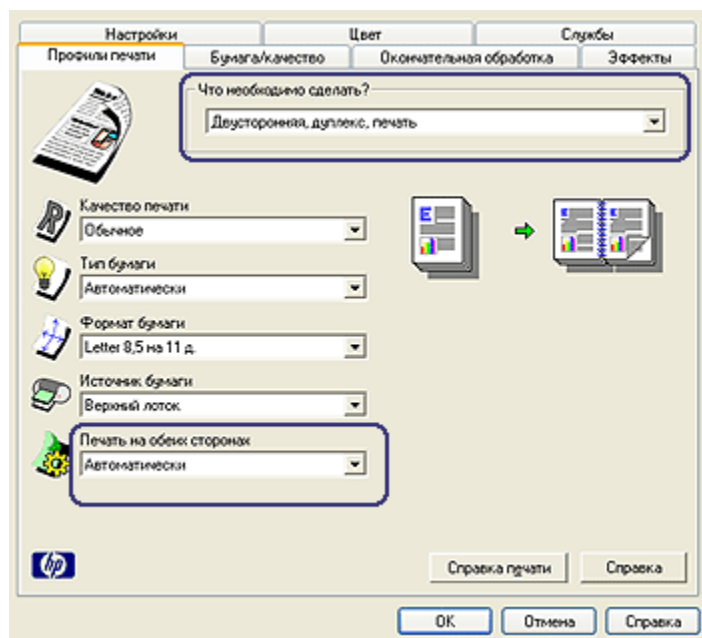 Настройки Цвет Службы
Профили печати Бумага/качество Окончательная обработка Эффекты
Что необходимо сделать?
Двусторонняя, дуплекс, печать
Качество печати
Обычное
Тип бумаги
Автоматически
Формат бумаги
Letter 8,5 на 11 д.
Источник бумаги
Верхний лоток
Печать на обеих сторонах
Автоматически
hp
Справка печати Справка
OK Отмена Справка